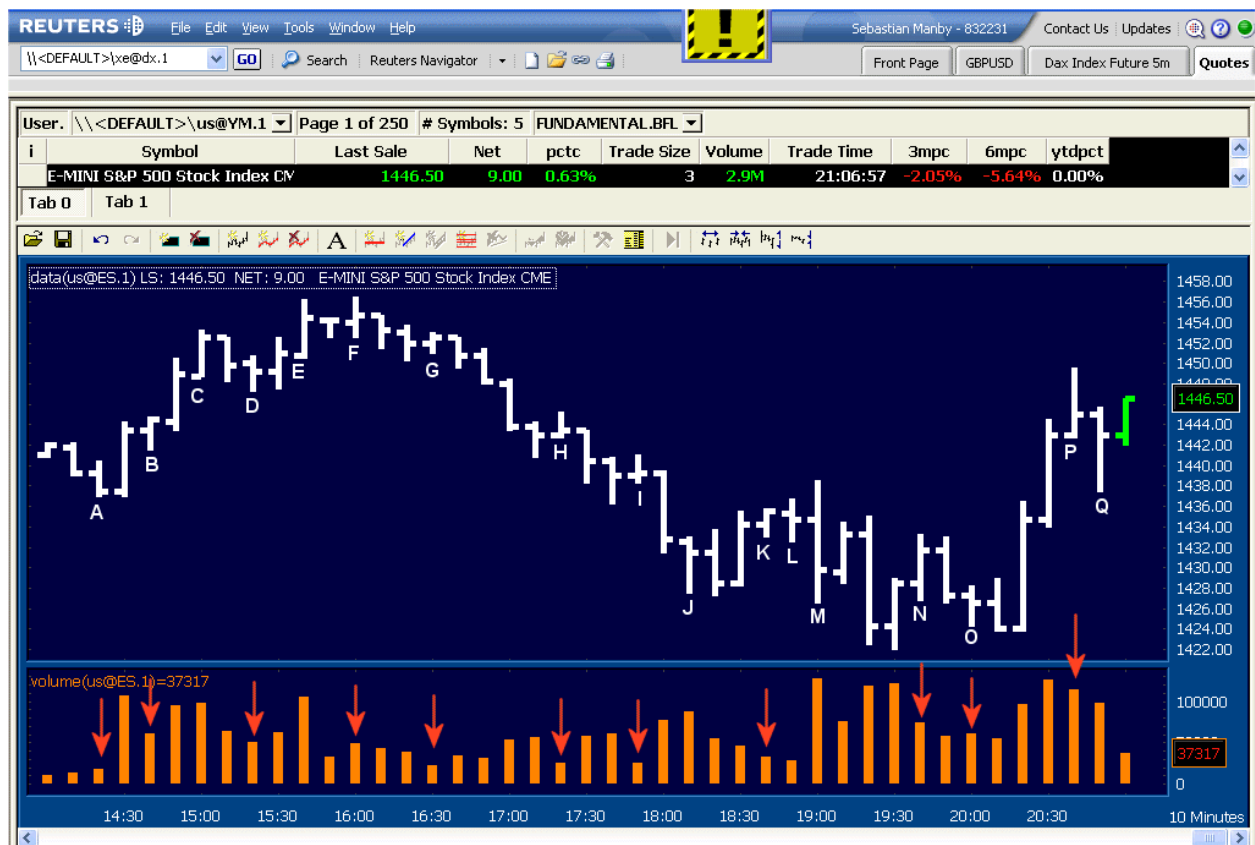 REUTERS File Edit View Tools Window Help Sebastian Manby - 832231 Contact Us Updates
\\<DEFAULT>\xe@dx.1 GO Search Reuters Navigator Front Page GBPUSD Dax Index Future 5m Quotes
User. \\<DEFAULT>\us@YM.1 Page 1 of 250 # Symbols: 5 FUNDAMENTAL.BFL
i Symbol Last Sale Net pctc Trade Size Volume Trade Time 3mpc 6mpc ytdpct
E-MINI S&P 500 Stock Index 1446.50 9.00 0.63% 3 2.9M 21:06:57 -2.05% -5.64% 0.00%
Tab 0 Tab 1
A
data(us@ES.1) LS: 1446.50 NET: 9.00 E-MINI S&P 500 Stock Index CME
1458.00
1456.00
1454.00
1452.00
1450.00
1446.50
1444.00
1442.00
1440.00
1438.00
1436.00
1434.00
1432.00
1430.00
1428.00
1426.00
1424.00
1422.00
A
B
C
D
E
F
G
H
I
J
K
L
M
N
O
P
Q
volume(us@ES.1)=37317
100000
37317
0
14:30 15:00 15:30 16:00 16:30 17:00 17:30 18:00 18:30 19:00 19:30 20:00 20:30 10 Minutes